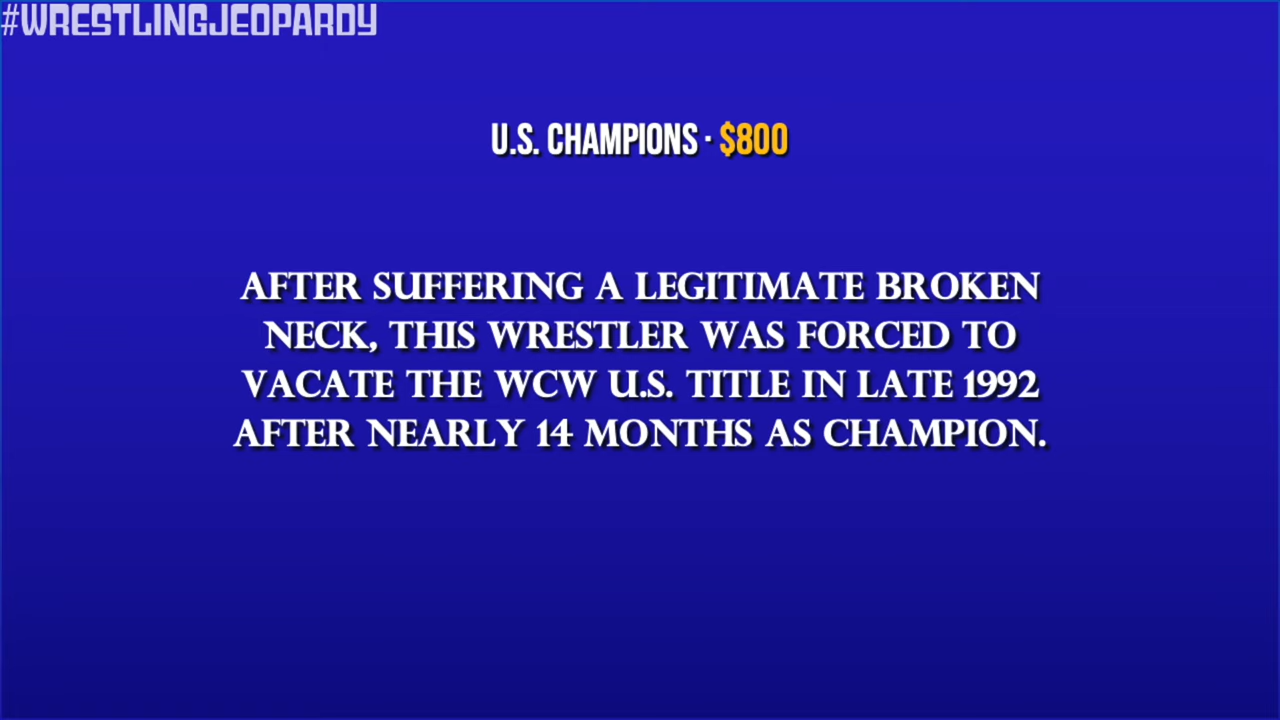 #WRESTLINGJEOPARDY
U.S. CHAMPIONS · $800
AFTER SUFFERING A LEGITIMATE BROKEN
NECK, THIS WRESTLER WAS FORCED TO
VACATE THE WCW U.S. TITLE IN LATE 1992
AFTER NEARLY 14 MONTHS AS CHAMPION.